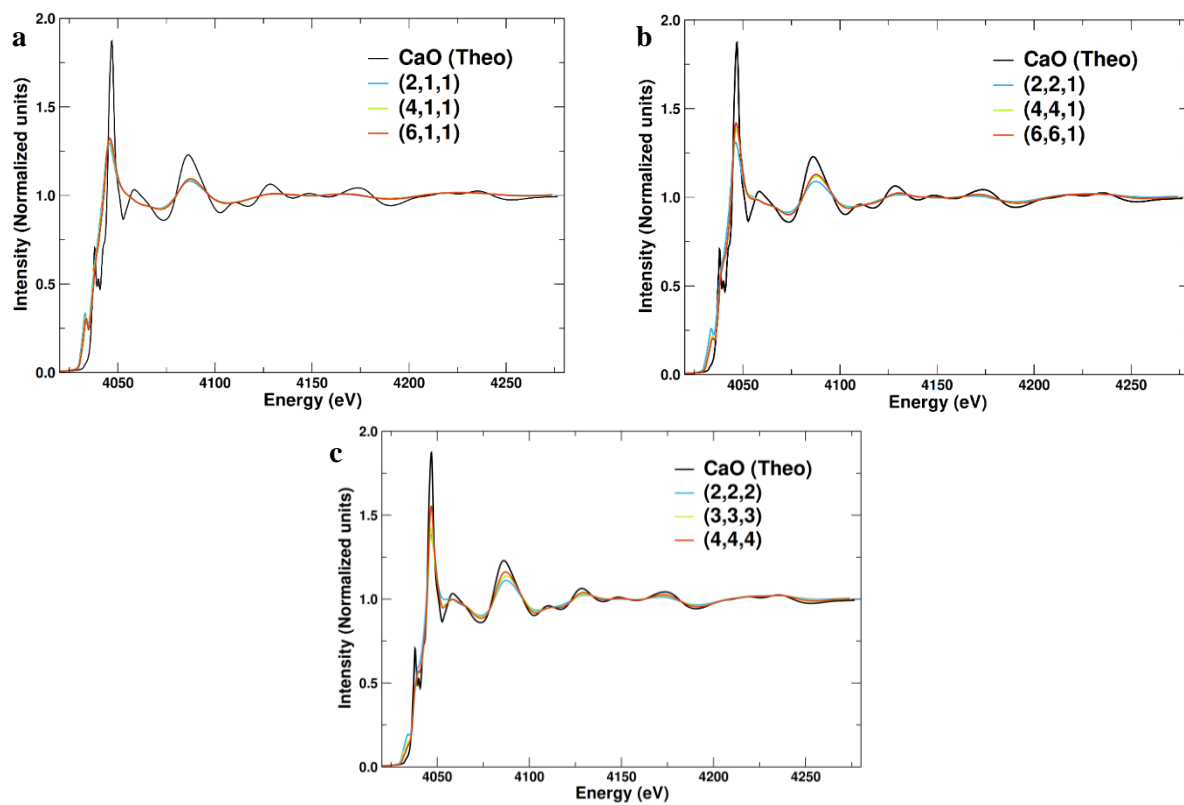 a
2.0
1.5
1.0
0.5
0.0
Intensity (Normalized units)
CaO (Theo)
(2,1,1)
(4,1,1)
(6,1,1)
4050 4100 4150 4200 4250
Energy (eV)
b
2.0
1.5
1.0
0.5
0.0
Intensity (Normalized units)
CaO (Theo)
(2,2,1)
(4,4,1)
(6,6,1)
4050 4100 4150 4200 4250
Energy (eV)
c
2.0
1.5
1.0
0.5
0.0
Intensity (Normalized units)
CaO (Theo)
(2,2,2)
(3,3,3)
(4,4,4)
4050 4100 4150 4200 4250
Energy (eV)